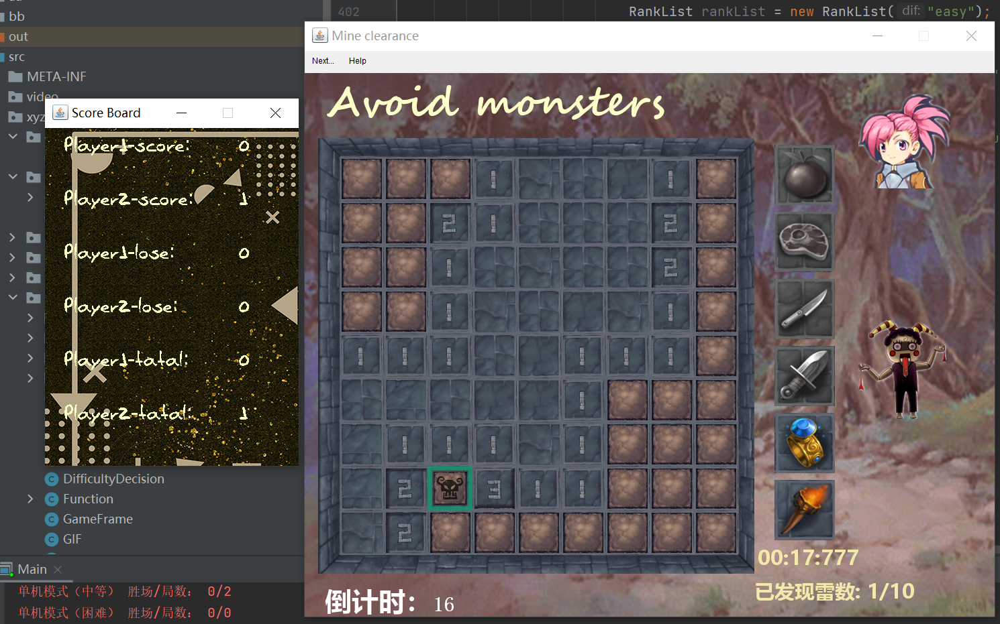 bb
402
RankList rankList = new RankList( dif: "easy");
out
Mine clearance
src
Next...
Help
META-INF
Avoid monsters
video
Score Board
xyz
Player1-score: 0
Player2-score: 1
Player1-lose: 0
Player2-lose: 0
Player1-tatal: 0
Player2-tatal: 1
1 1
2 1 2
1 2
1 1
1 1 1 1 1 1
1
1 1 1 1
2 3 1 1
2
DifficultyDecision
Function
GameFrame
GIF
00:17:777
Main
已发现雷数: 1/10
单机模式（中等） 胜场/局数： 0/2
倒计时： 16
单机模式（困难） 胜场/局数： 0/0